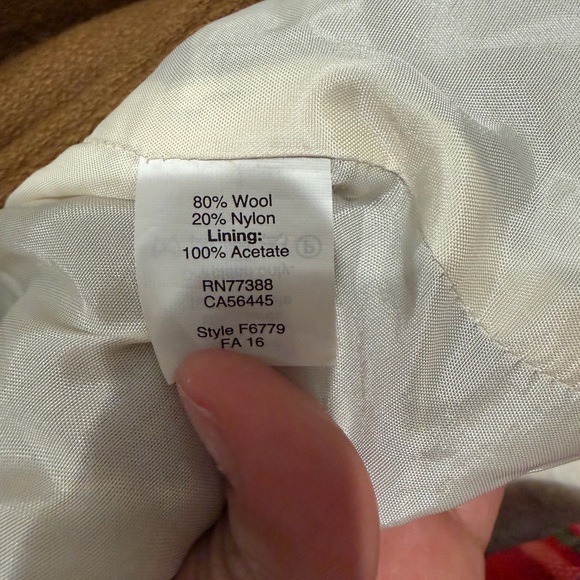 80% Wool
20% Nylon
Lining:
100% Acetate
RN77388
CA56445
Style F6779
FA 16